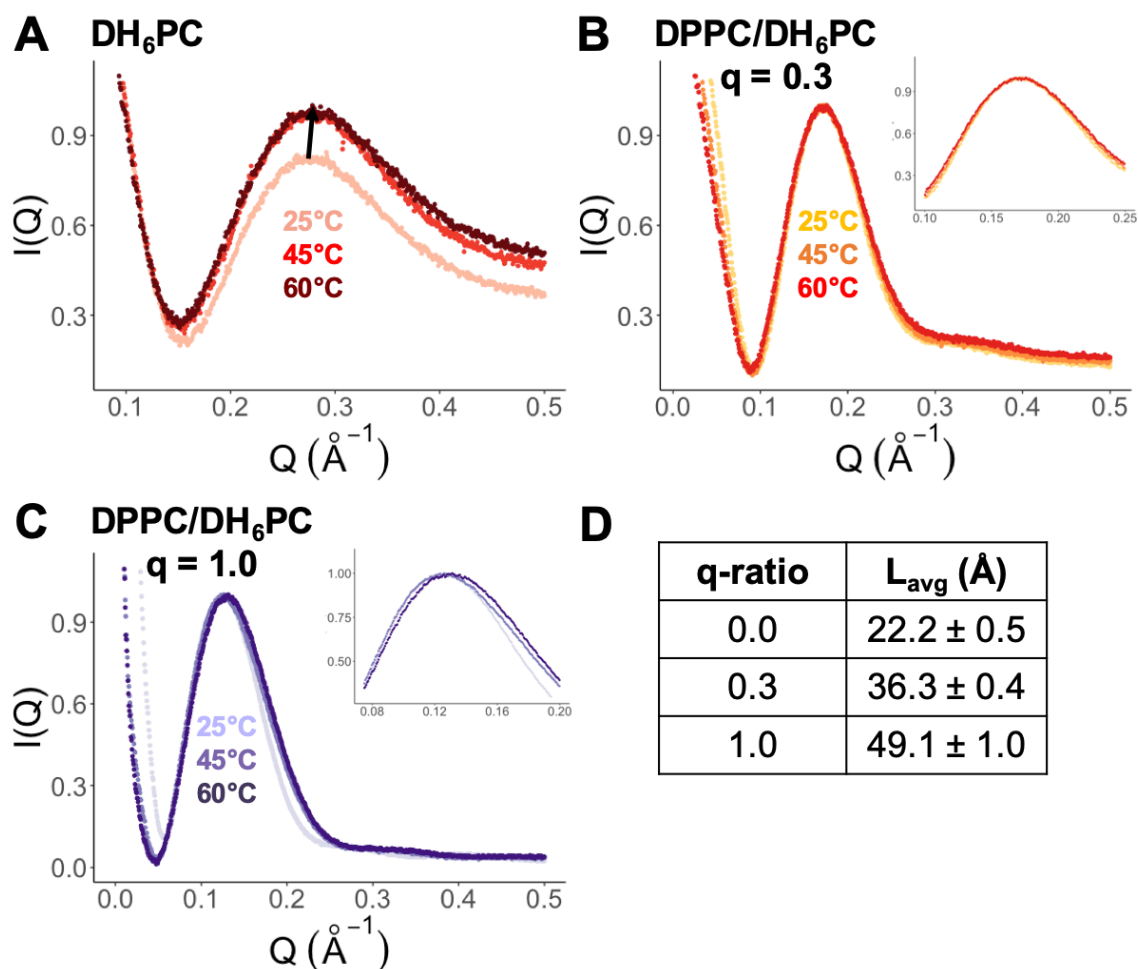 A DH₆PC
I(Q)
0.9
0.6
0.3
25°C
45°C
60°C
0.1 0.2 0.3 0.4 0.5
Q (Å⁻¹)
B DPPC/DH₆PC
q = 0.3
I(Q)
0.9
0.6
0.3
25°C
45°C
60°C
0.0 0.1 0.2 0.3 0.4 0.5
Q (Å⁻¹)
0.9
0.6
0.3
0.10 0.15 0.20 0.25
C DPPC/DH₆PC
q = 1.0
I(Q)
0.9
0.6
0.3
0.0
25°C
45°C
60°C
0.0 0.1 0.2 0.3 0.4 0.5
Q (Å⁻¹)
1.00
0.75
0.50
0.08 0.12 0.16 0.20
D
q-ratio Lavg (Å)
0.0 22.2 ± 0.5
0.3 36.3 ± 0.4
1.0 49.1 ± 1.0